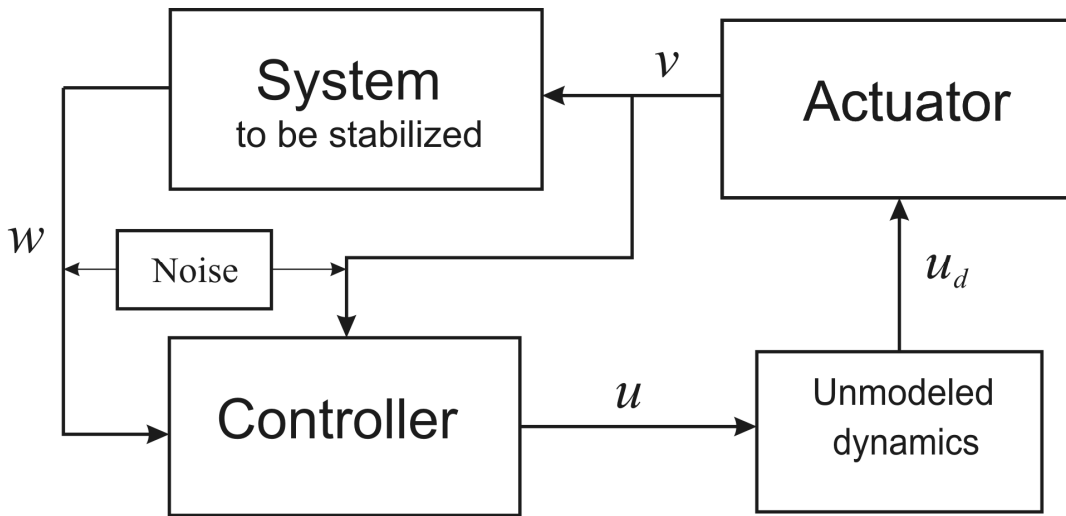 System
to be stabilized
v
Actuator
w
Noise
u_d
Controller
u
Unmodeled
dynamics